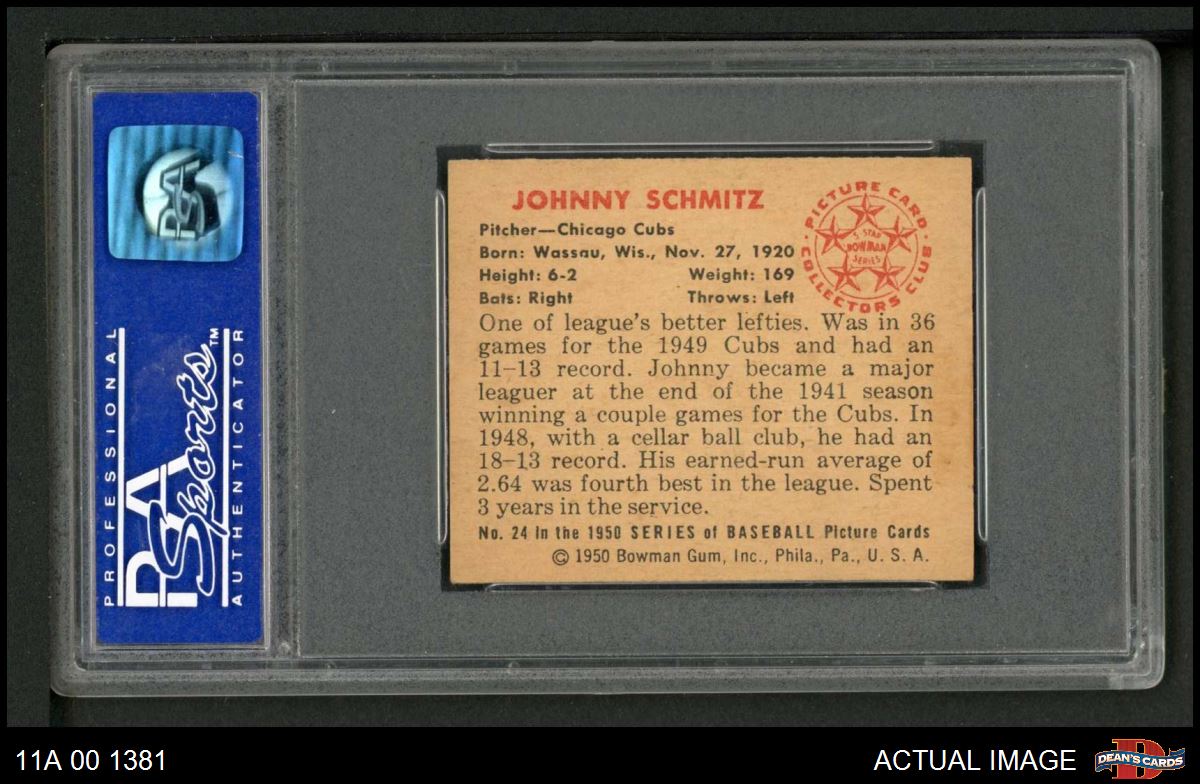 PROFESSIONAL
PSA
Sports™
AUTHENTICATOR
PSA
JOHNNY SCHMITZ
Pitcher—Chicago Cubs
Born: Wassau, Wis., Nov. 27, 1920
Height: 6-2 Weight: 169
Bats: Right Throws: Left
PICTURE CARD
COLLECTORS CLUB
5 STAR
BOWMAN
SERIES
One of league's better lefties. Was in 36
games for the 1949 Cubs and had an
11-13 record. Johnny became a major
leaguer at the end of the 1941 season
winning a couple games for the Cubs. In
1948, with a cellar ball club, he had an
18-13 record. His earned-run average of
2.64 was fourth best in the league. Spent
3 years in the service.
No. 24 in the 1950 SERIES of BASEBALL Picture Cards
© 1950 Bowman Gum, Inc., Phila., Pa., U. S. A.
11A 00 1381
ACTUAL IMAGE
D
DEAN'S CARDS